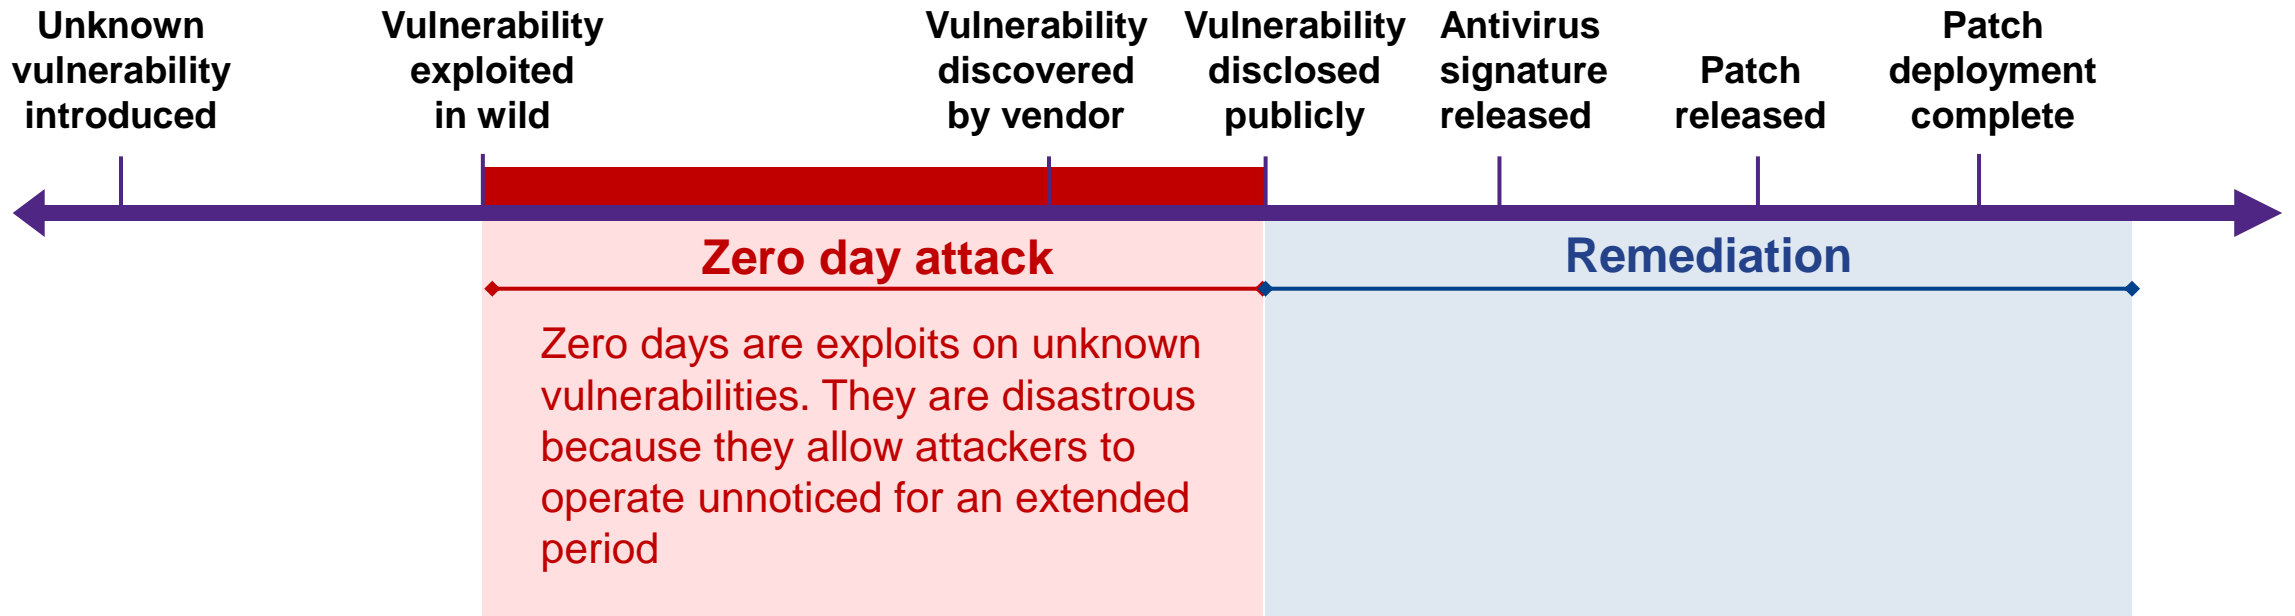 Unknown
vulnerability
introduced
Vulnerability
exploited
in wild
Vulnerability
discovered
by vendor
Vulnerability
disclosed
publicly
Antivirus
signature
released
Patch
released
Patch
deployment
complete
Zero day attack
Remediation
Zero days are exploits on unknown
vulnerabilities. They are disastrous
because they allow attackers to
operate unnoticed for an extended
period